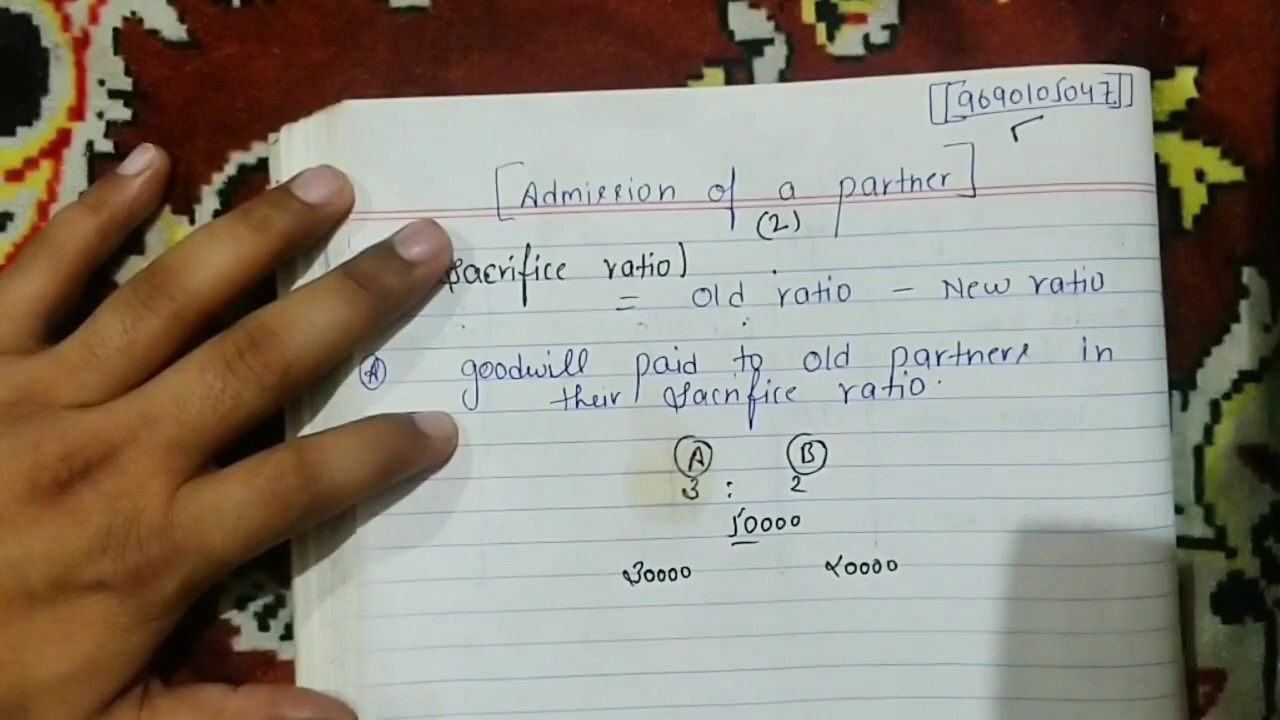 [[9690105047]]
[Admission of a partner]
(2)
sacrifice ratio)
= old ratio - New ratio
(A) goodwill paid to old partners in
their sacrifice ratio.
A B
3 : 2
50000
30000 20000